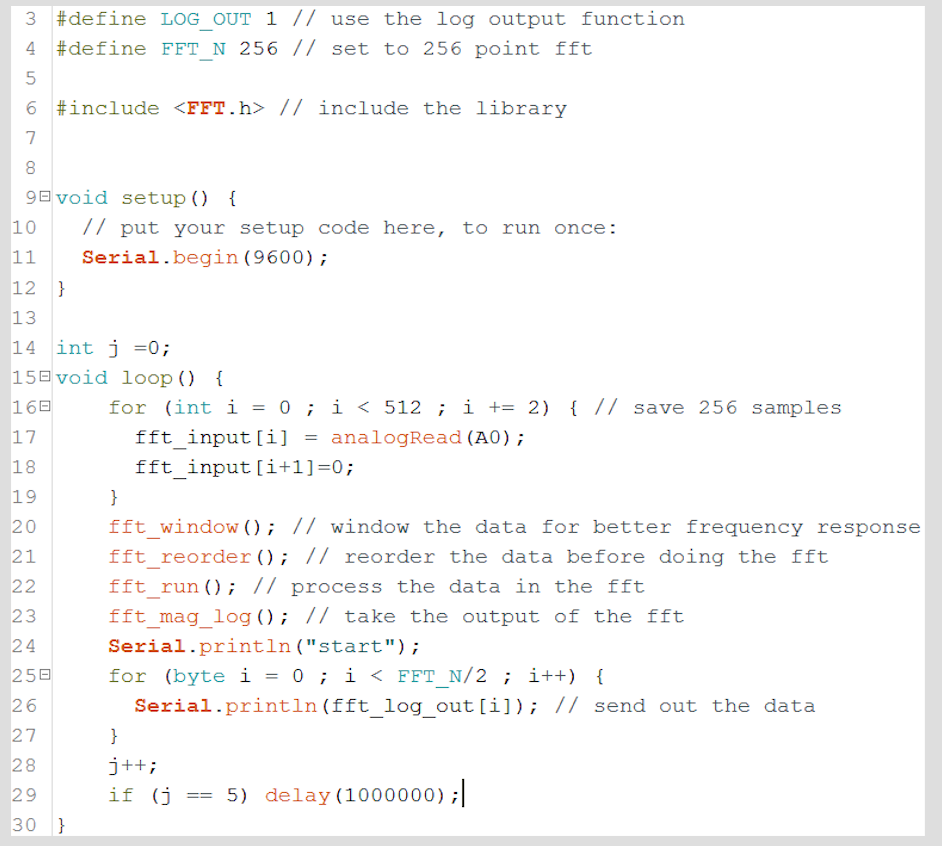 3 #define LOG_OUT 1 // use the log output function
4 #define FFT_N 256 // set to 256 point fft
5
6 #include <FFT.h> // include the library
7
8
9 void setup() {
10   // put your setup code here, to run once:
11   Serial.begin(9600);
12 }
13
14 int j =0;
15 void loop() {
16     for (int i = 0 ; i < 512 ; i += 2) { // save 256 samples
17       fft_input[i] = analogRead(A0);
18       fft_input[i+1]=0;
19     }
20     fft_window(); // window the data for better frequency response
21     fft_reorder(); // reorder the data before doing the fft
22     fft_run(); // process the data in the fft
23     fft_mag_log(); // take the output of the fft
24     Serial.println("start");
25     for (byte i = 0 ; i < FFT_N/2 ; i++) {
26       Serial.println(fft_log_out[i]); // send out the data
27     }
28     j++;
29     if (j == 5) delay(1000000);
30 }